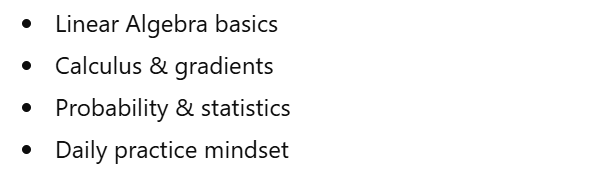 • Linear Algebra basics
• Calculus & gradients
• Probability & statistics
• Daily practice mindset